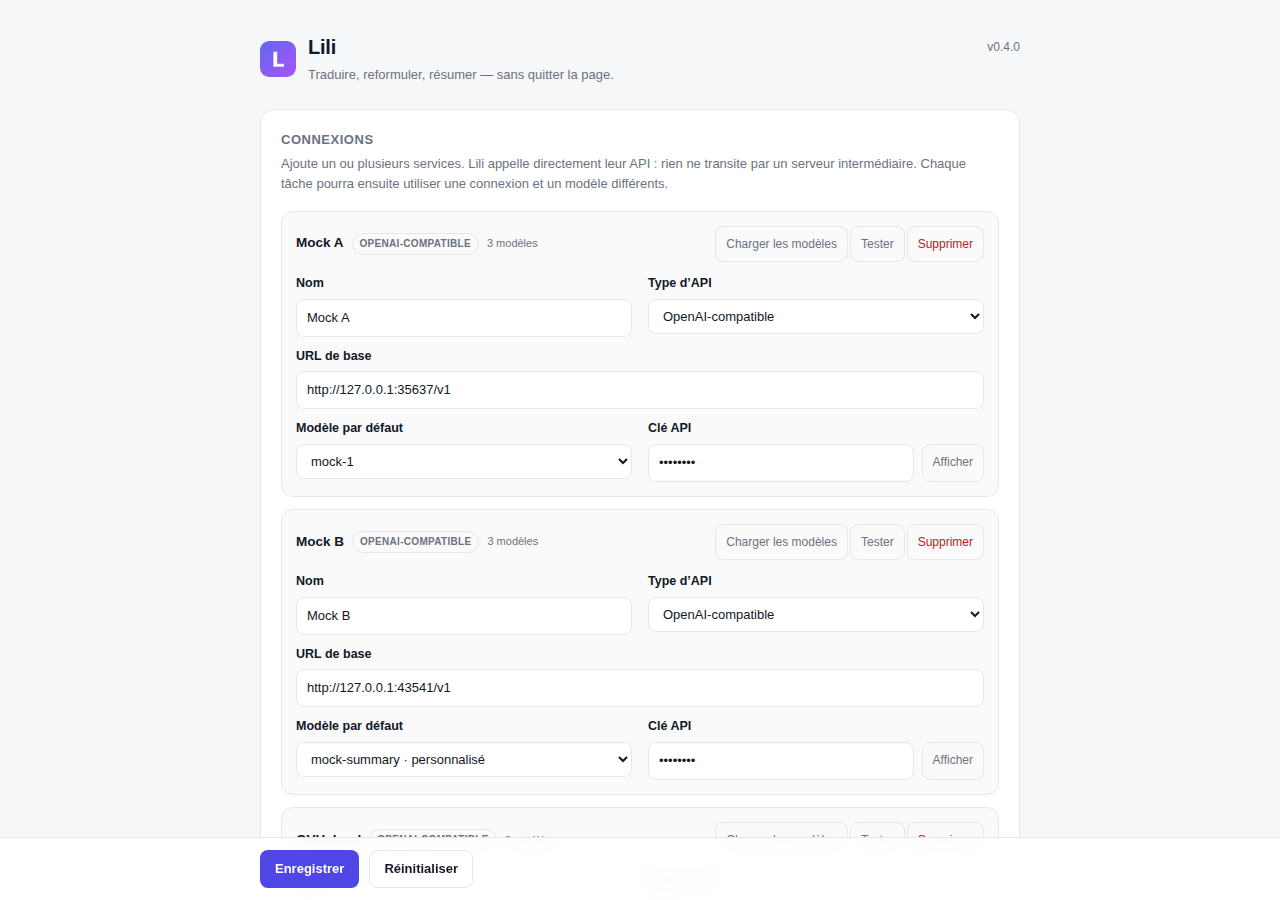 L
Lili
v0.4.0
Traduire, reformuler, résumer — sans quitter la page.
CONNEXIONS
Ajoute un ou plusieurs services. Lili appelle directement leur API : rien ne transite par un serveur intermédiaire. Chaque
tâche pourra ensuite utiliser une connexion et un modèle différents.
Mock A OPENAI-COMPATIBLE 3 modèles Charger les modèles Tester Supprimer
Nom Type d’API
Mock A OpenAI-compatible
URL de base
http://127.0.0.1:35637/v1
Modèle par défaut Clé API
mock-1 •••••••• Afficher
Mock B OPENAI-COMPATIBLE 3 modèles Charger les modèles Tester Supprimer
Nom Type d’API
Mock B OpenAI-compatible
URL de base
http://127.0.0.1:43541/v1
Modèle par défaut Clé API
mock-summary · personnalisé •••••••• Afficher
Enregistrer Réinitialiser